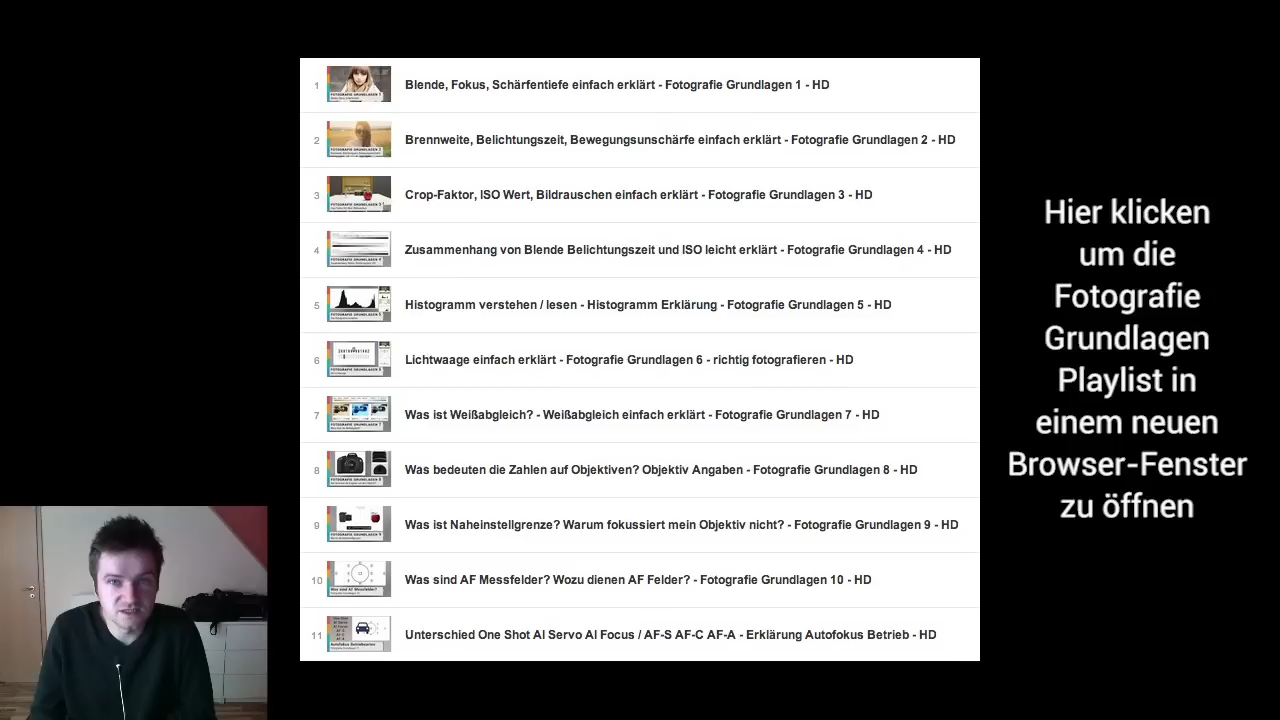 1 Blende, Fokus, Schärfentiefe einfach erklärt - Fotografie Grundlagen 1 - HD
2 Brennweite, Belichtungszeit, Bewegungsunschärfe einfach erklärt - Fotografie Grundlagen 2 - HD
3 Crop-Faktor, ISO Wert, Bildrauschen einfach erklärt - Fotografie Grundlagen 3 - HD
4 Zusammenhang von Blende Belichtungszeit und ISO leicht erklärt - Fotografie Grundlagen 4 - HD
5 Histogramm verstehen / lesen - Histogramm Erklärung - Fotografie Grundlagen 5 - HD
6 Lichtwaage einfach erklärt - Fotografie Grundlagen 6 - richtig fotografieren - HD
7 Was ist Weißabgleich? - Weißabgleich einfach erklärt - Fotografie Grundlagen 7 - HD
8 Was bedeuten die Zahlen auf Objektiven? Objektiv Angaben - Fotografie Grundlagen 8 - HD
9 Was ist Naheinstellgrenze? Warum fokussiert mein Objektiv nicht? - Fotografie Grundlagen 9 - HD
10 Was sind AF Messfelder? Wozu dienen AF Felder? - Fotografie Grundlagen 10 - HD
11 Unterschied One Shot AI Servo AI Focus / AF-S AF-C AF-A - Erklärung Autofokus Betrieb - HD
Hier klicken
um die
Fotografie
Grundlagen
Playlist in
einem neuen
Browser-Fenster
zu öffnen